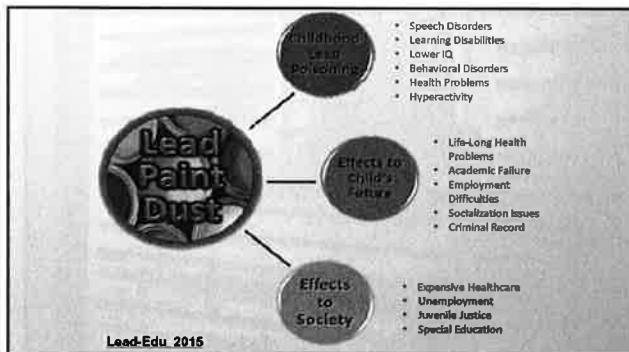 Childhood
Lead
Poisoning
• Speech Disorders
• Learning Disabilities
• Lower IQ
• Behavioral Disorders
• Health Problems
• Hyperactivity
Lead
Paint
Dust
Effects to
Child's
Future
• Life-Long Health
Problems
• Academic Failure
• Employment
Difficulties
• Socialization Issues
• Criminal Record
Effects
to
Society
• Expensive Healthcare
• Unemployment
• Juvenile Justice
• Special Education
Lead-Edu 2015